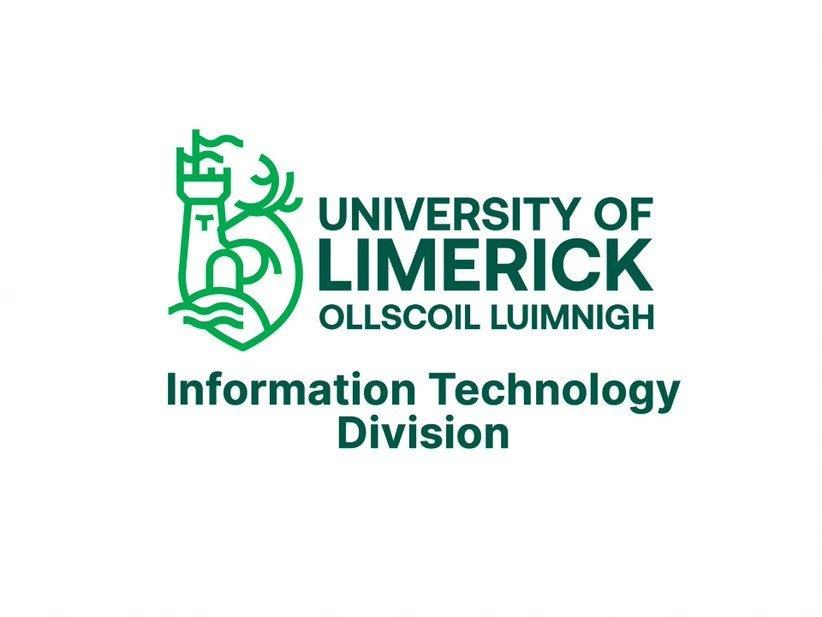 UNIVERSITY OF
LIMERICK
OLLSCOIL LUIMNIGH
Information Technology
Division